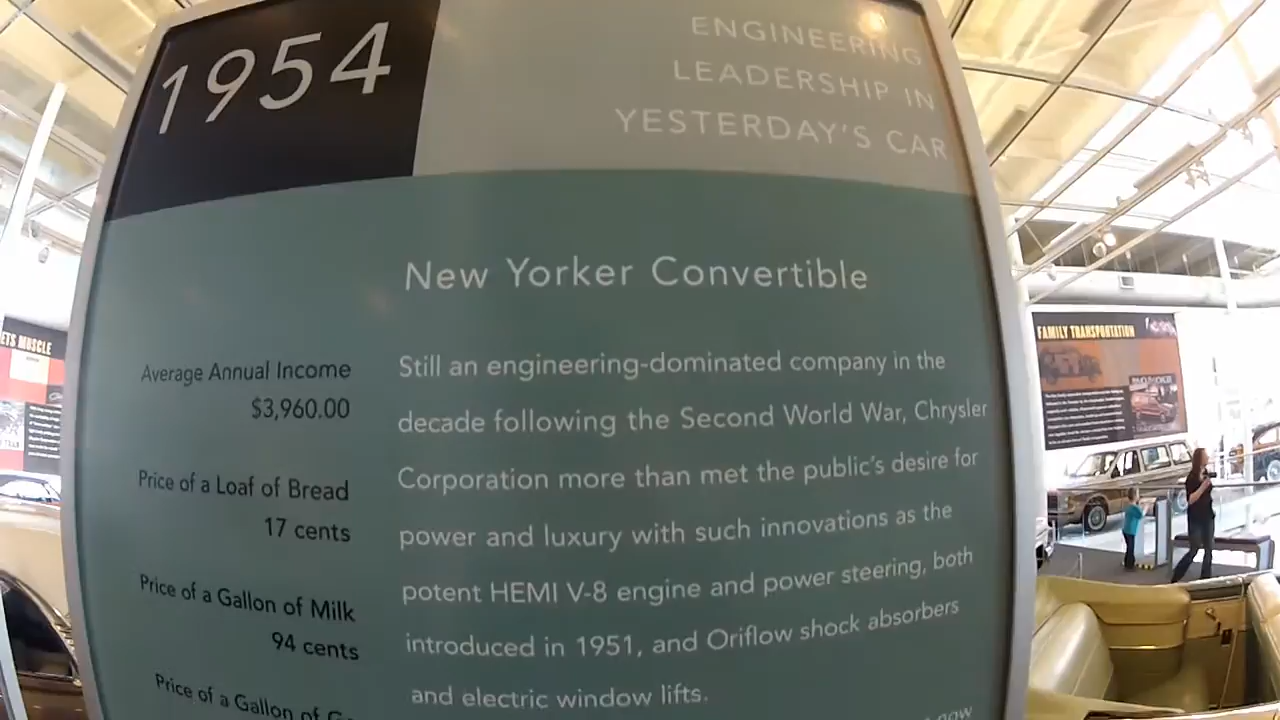 1954
ENGINEERING
LEADERSHIP IN
YESTERDAY'S CAR
New Yorker Convertible
Average Annual Income
$3,960.00
Price of a Loaf of Bread
17 cents
Price of a Gallon of Milk
94 cents
Price of a Gallon of
Still an engineering-dominated company in the
decade following the Second World War, Chrysler
Corporation more than met the public's desire for
power and luxury with such innovations as the
potent HEMI V-8 engine and power steering, both
introduced in 1951, and Oriflow shock absorbers
and electric window lifts.
now
ETS MUSCLE
FAMILY TRANSPORTATION